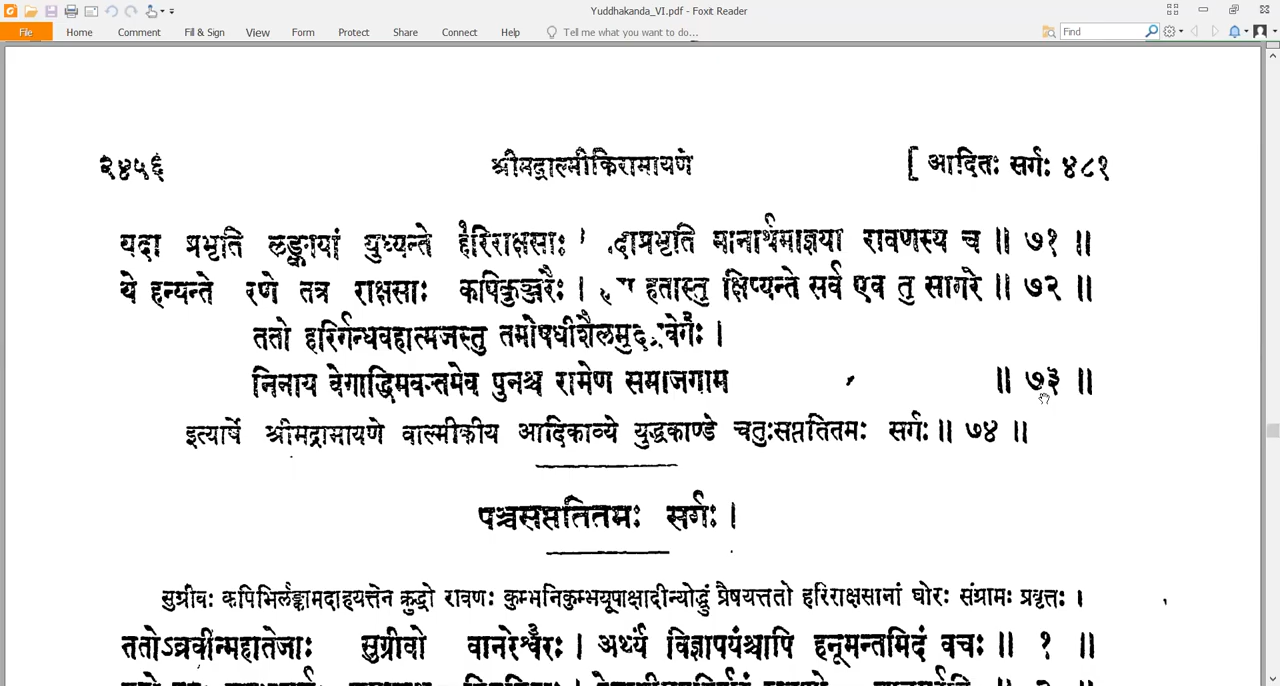 Yuddhakanda_VI.pdf - Foxit Reader
File Home Comment Fill & Sign View Form Protect Share Connect Help Tell me what you want to do... Find
२४५६ श्रीमद्वाल्मीकिरामायणं [ आदितः सर्गः ४८१
यदा प्रभृति लङ्कायां युध्यन्ते हरिराक्षसाः दाप्रभृति मानार्थमाज्ञया रावणस्य च ॥ ७१ ॥
ये हन्यन्ते रणे तत्र राक्षसाः कपिकुञ्जरैः । हतास्तु क्षिप्यन्ते सर्व एव तु सागरे ॥ ७२ ॥
ततो हरिर्गन्धवहात्मजस्तु तमोषधीशैलमुद वेगः ।
निनाय वेगाद्धिमवन्तमेव पुनश्च रामेण समाजगाम ॥ ७३ ॥
इत्यार्षे श्रीमद्रामायणे वाल्मीकीय आदिकाव्ये युद्धकाण्डे चतुःसप्ततितमः सर्गः ॥ ७४ ॥
पञ्चसप्ततितमः सर्गः ।
सुग्रीवः कपिभिर्लङ्कामदाहयत्तेन क्रुद्धो रावणः कुम्भनिकुम्भयूपाक्षादीन्योद्धुं प्रैषयत्ततो हरिराक्षसानां घोरः संग्रामः प्रवृत्तः ।
ततोऽब्रवीन्महातेजाः सुग्रीवो वानरेश्वरः । अर्थ्यं विज्ञापयंश्चापि हनूमन्तमिदं वचः ॥ १ ॥